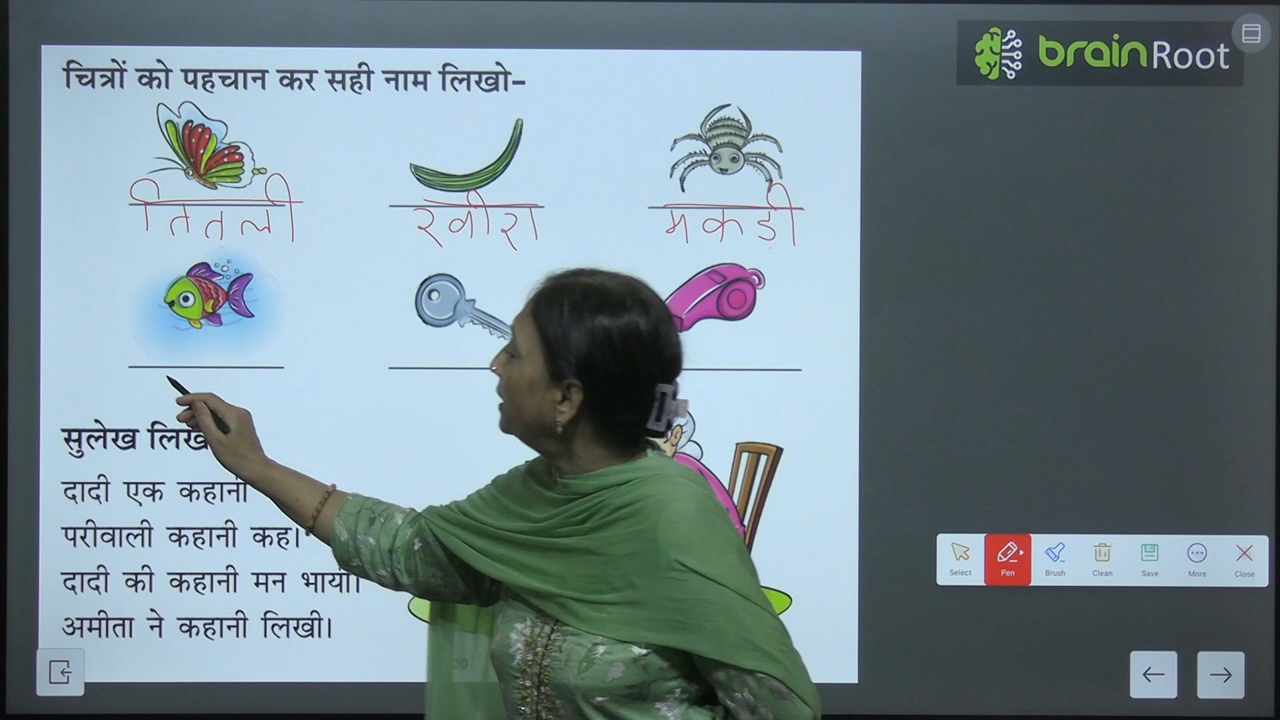 brainRoot
चित्रों को पहचान कर सही नाम लिखो-
तितली खीरा मकड़ी
सुलेख
दादी एक कहानी
परीवाली कहानी कह
दादी की कहानी मन भायी।
अमीता ने कहानी लिखी।
20
Select Pen Brush Clean Save More Close